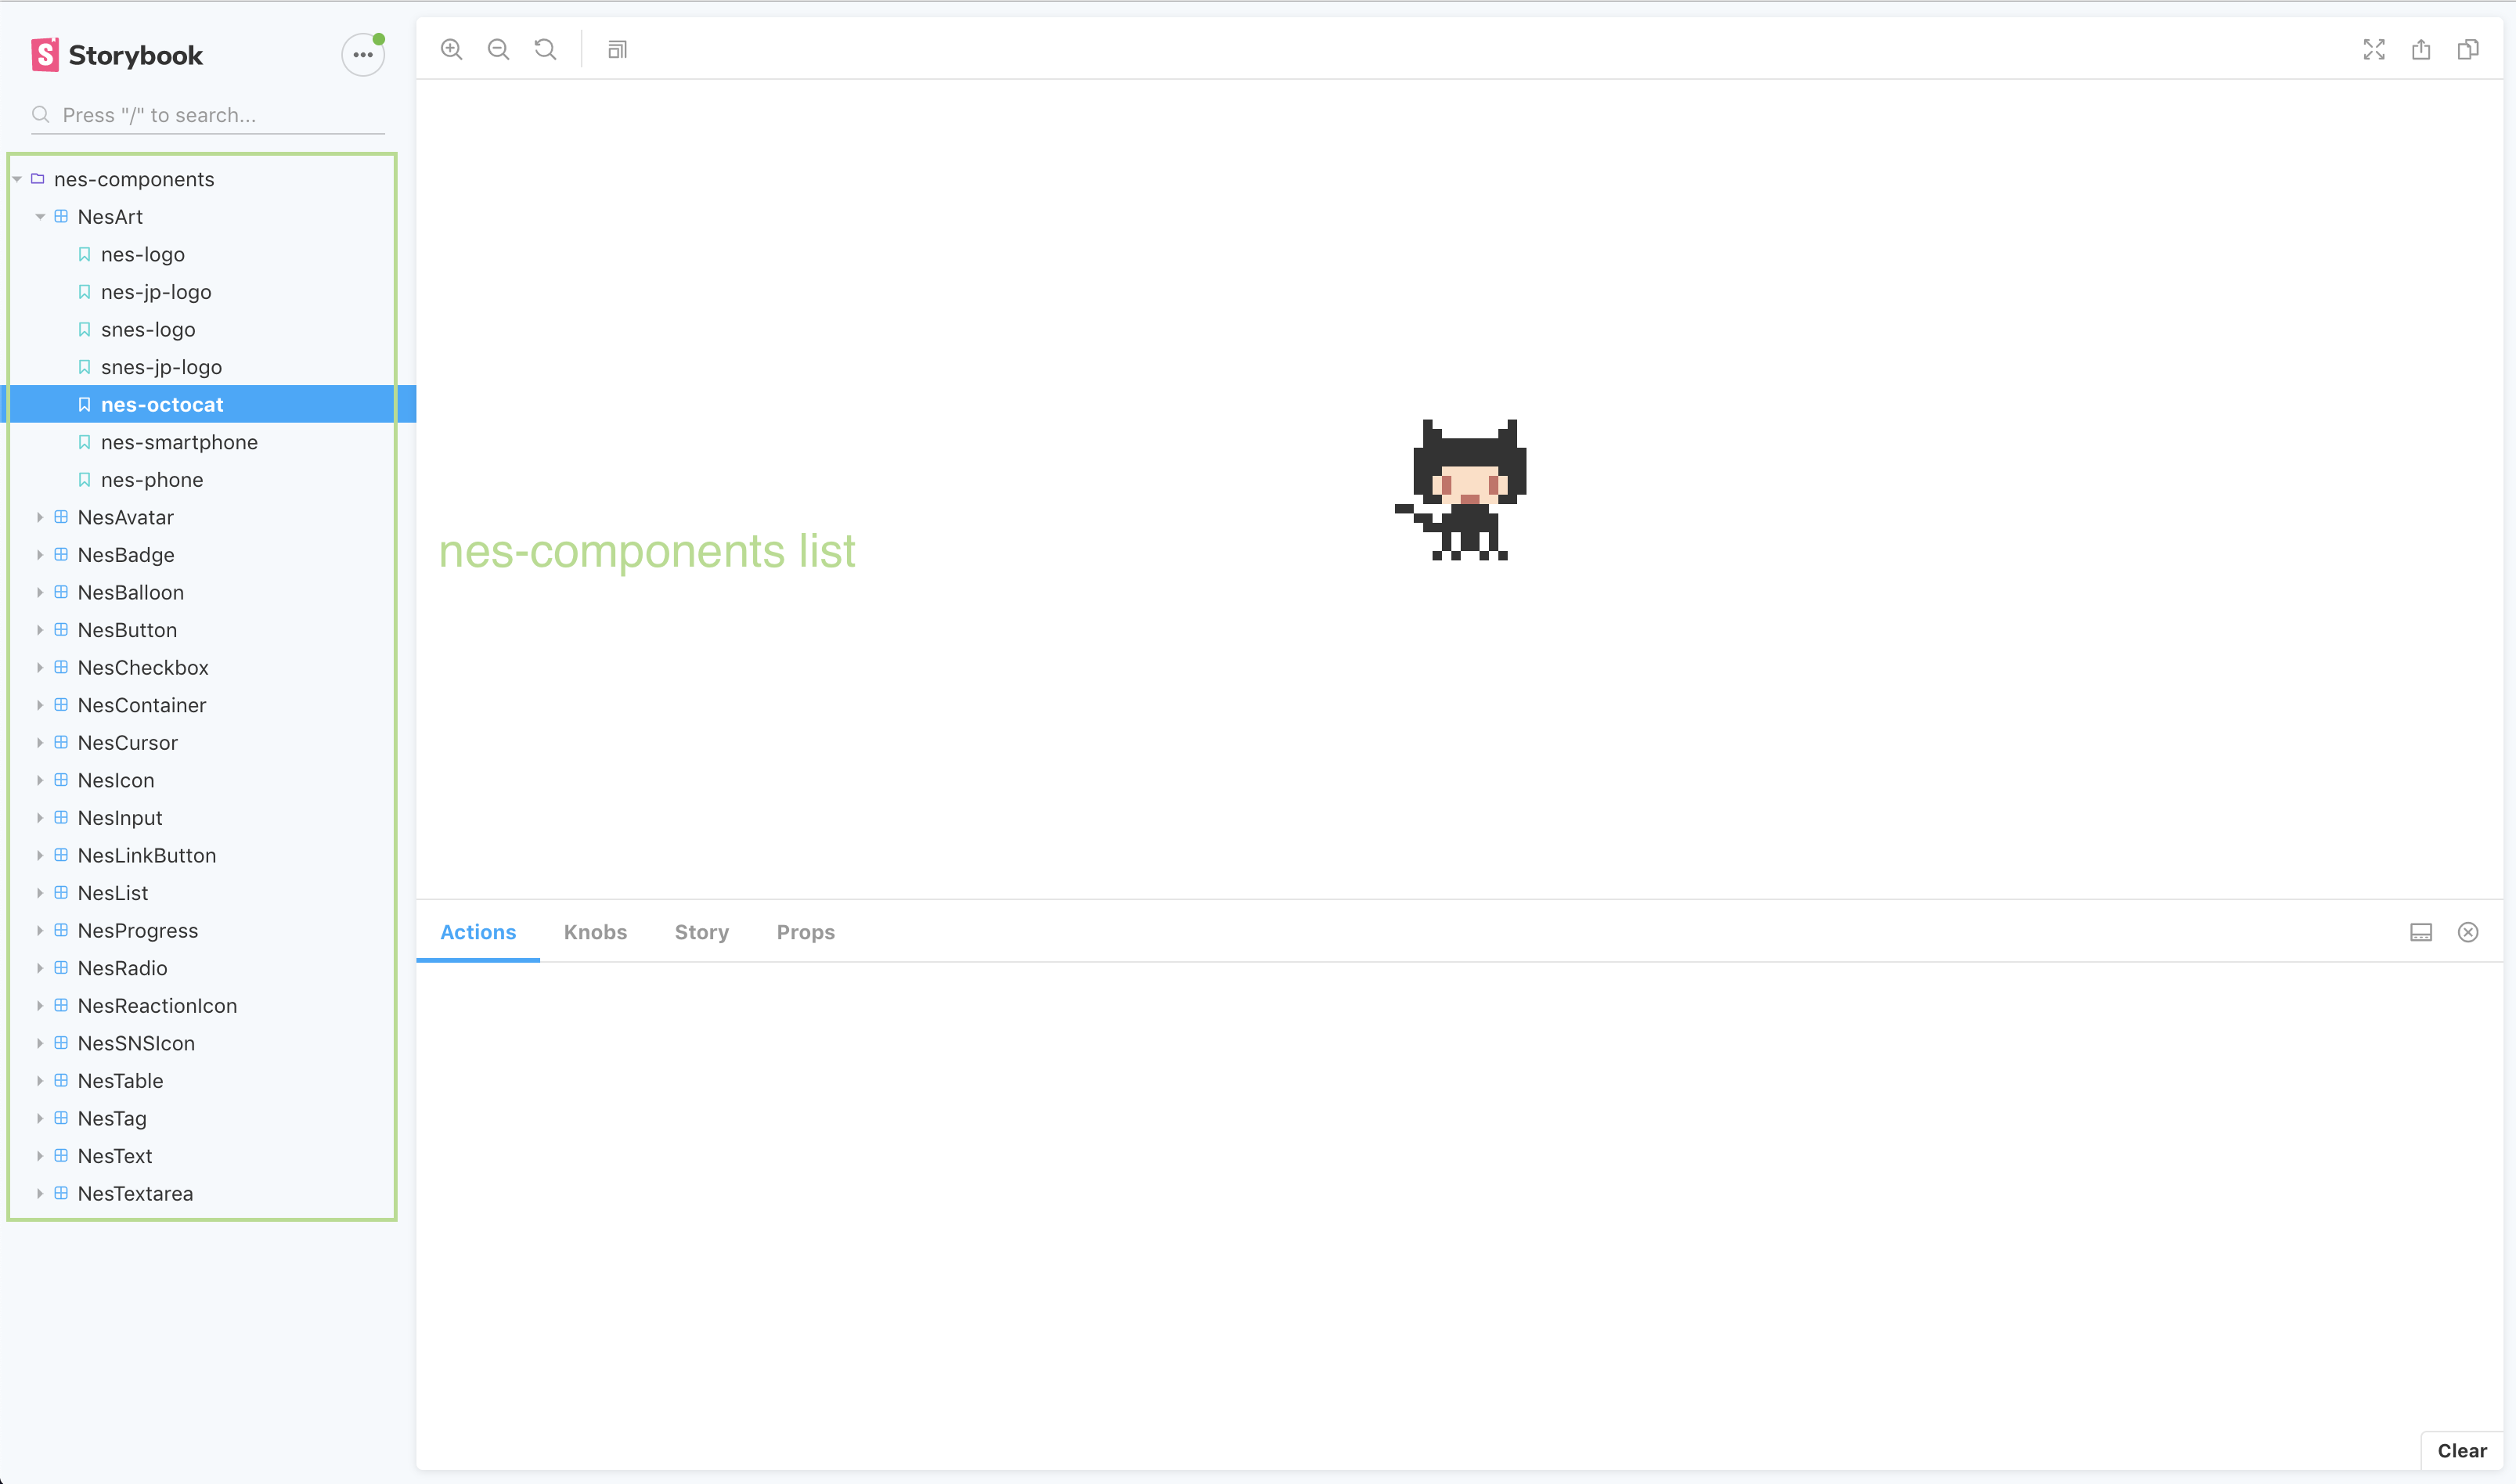 Storybook
Press "/" to search...
nes-components
NesArt
nes-logo
nes-jp-logo
snes-logo
snes-jp-logo
nes-octocat
nes-smartphone
nes-phone
NesAvatar
NesBadge
NesBalloon
NesButton
NesCheckbox
NesContainer
NesCursor
NesIcon
NesInput
NesLinkButton
NesList
NesProgress
NesRadio
NesReactionIcon
NesSNSIcon
NesTable
NesTag
NesText
NesTextarea
nes-components list
Actions Knobs Story Props
Clear